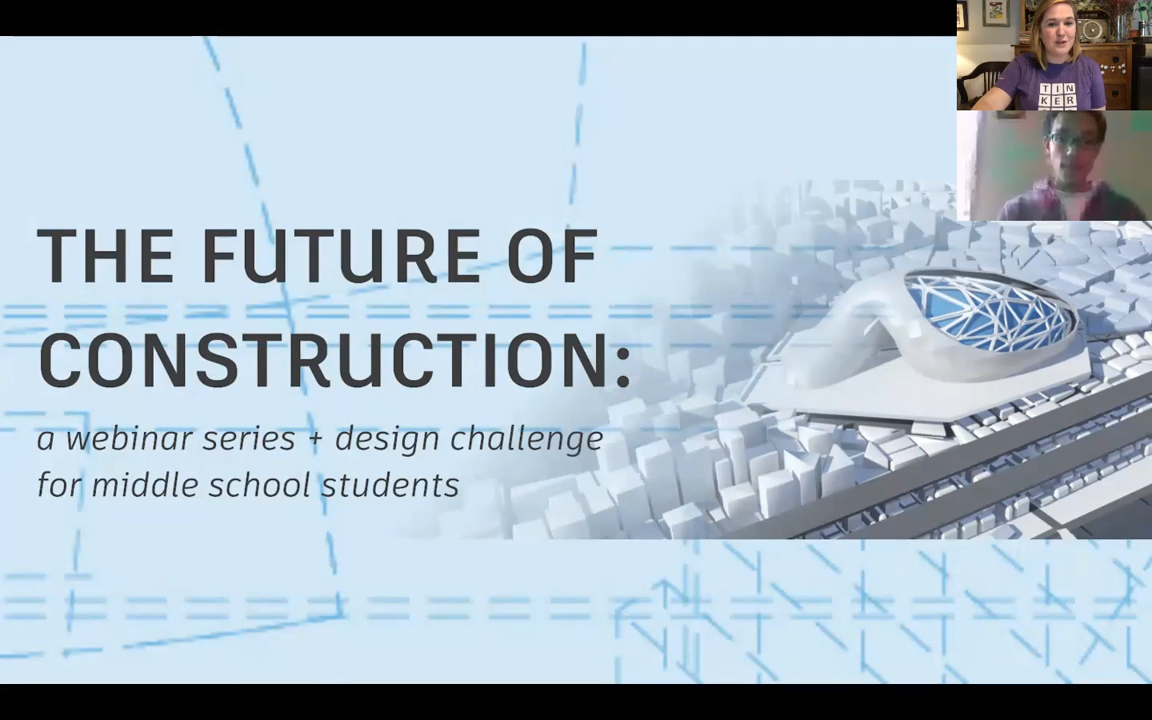 TIN
KER
THE FUTURE OF
CONSTRUCTION:
a webinar series + design challenge
for middle school students